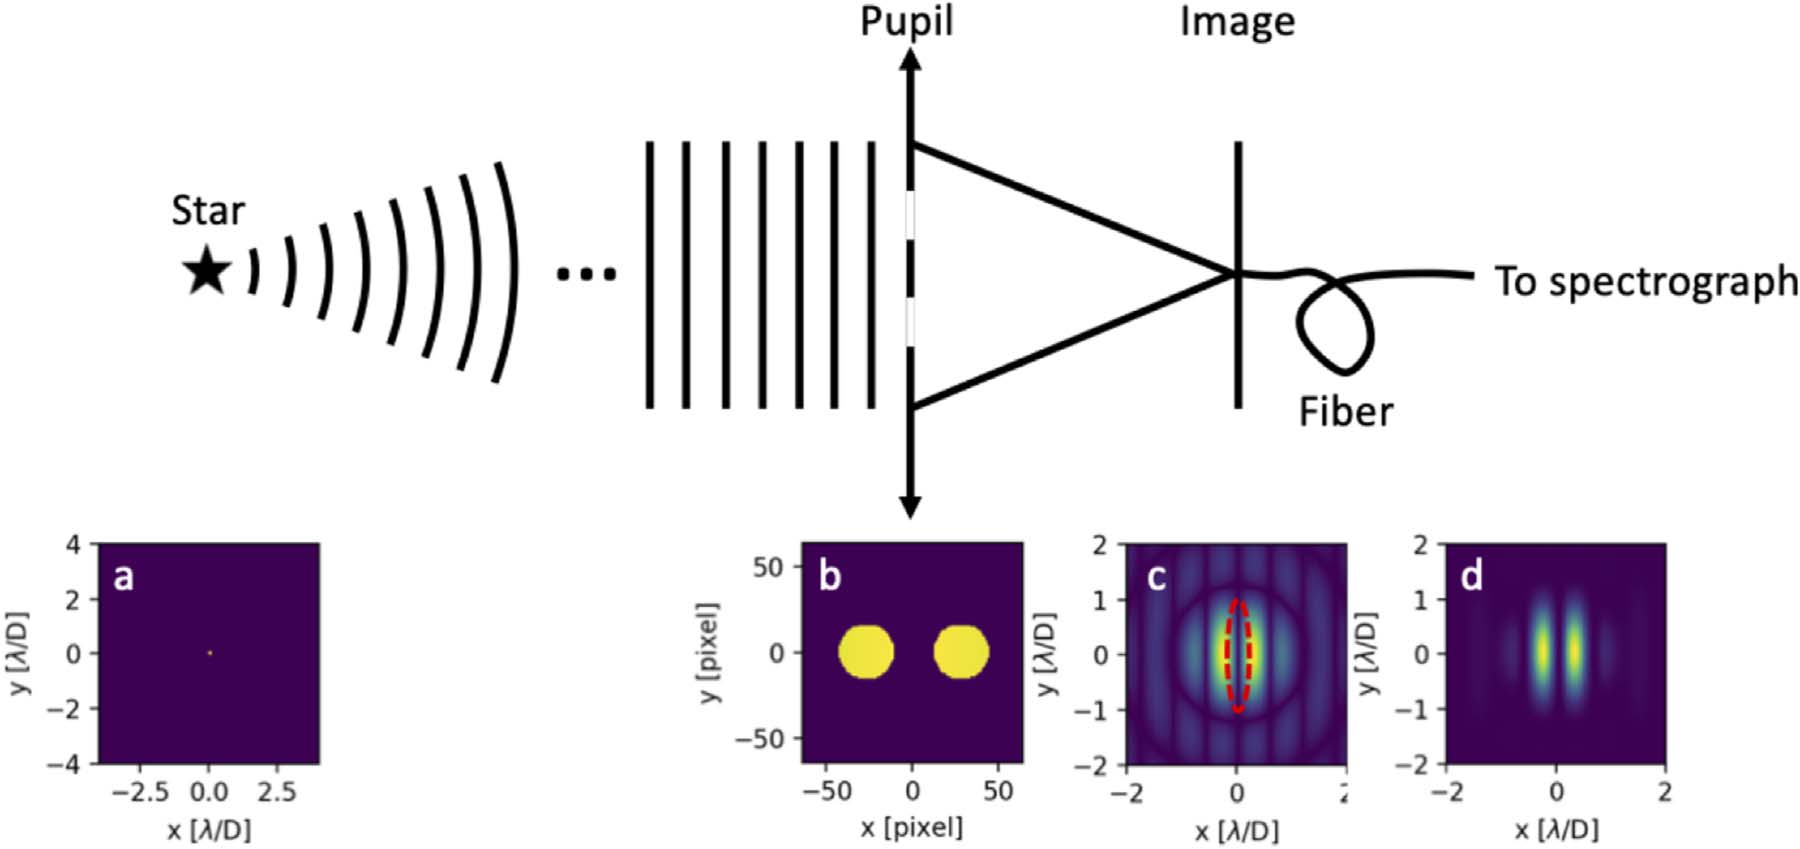 Pupil
Image
Star
To spectrograph
Fiber
a
4
2
0
−2
−4
y [λ/D]
−2.5 0.0 2.5
x [λ/D]
b
50
0
−50
y [pixel]
−50 0 50
x [pixel]
c
2
1
0
−1
−2
y [λ/D]
−2 0
x [λ/D]
d
2
1
0
−1
−2
y [λ/D]
−2 0 2
x [λ/D]